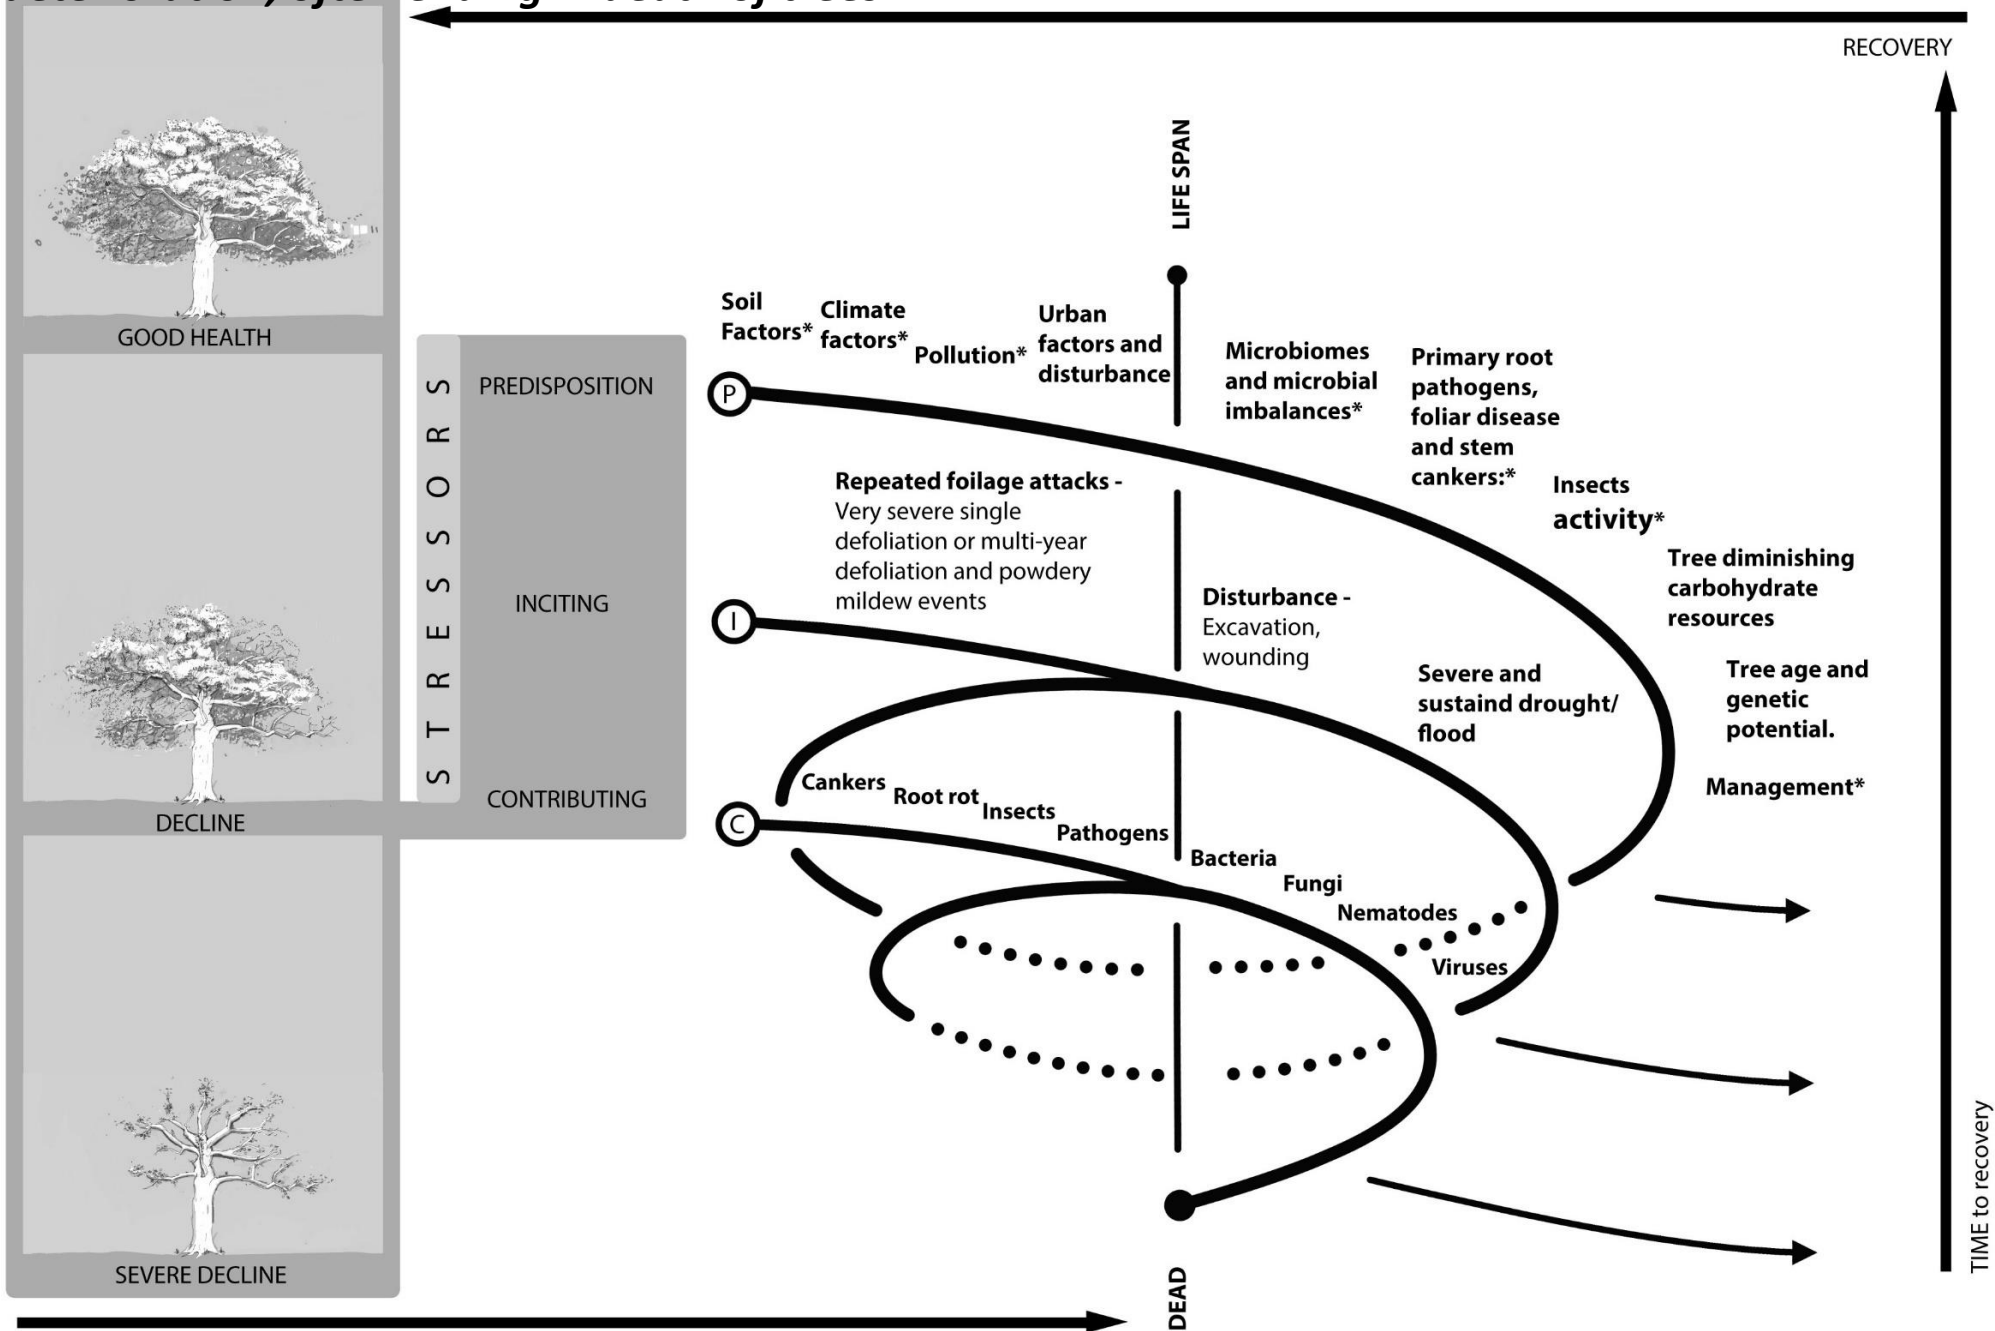 RECOVERY
LIFE SPAN
GOOD HEALTH
STRESSORS
PREDISPOSITION
INCITING
CONTRIBUTING
DECLINE
SEVERE DECLINE
P
Soil
Factors*
Climate
factors*
Pollution*
Urban
factors and
disturbance
Microbiomes
and microbial
imbalances*
Primary root
pathogens,
foliar disease
and stem
cankers:*
Insects
activity*
Tree diminishing
carbohydrate
resources
Tree age and
genetic
potential.
Management*
I
Repeated foilage attacks -
Very severe single
defoliation or multi-year
defoliation and powdery
mildew events
Disturbance -
Excavation,
wounding
Severe and
sustaind drought/
flood
C
Cankers
Root rot
Insects
Pathogens
Bacteria
Fungi
Nematodes
Viruses
DEAD
TIME to recovery